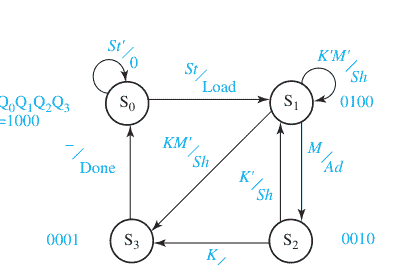 St′/0
K′M′/Sh
St/Load
Q₀Q₁Q₂Q₃
=1000
S₀
S₁
0100
KM′/Sh
M/Ad
–/Done
K′/Sh
0001
S₃
S₂
0010
K/